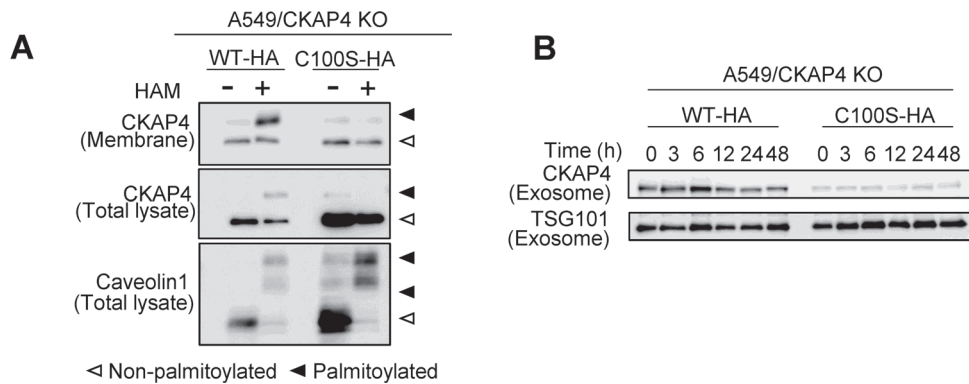 A
A549/CKAP4 KO
WT-HA C100S-HA
HAM - + - +
CKAP4
(Membrane)
CKAP4
(Total lysate)
Caveolin1
(Total lysate)
◁ Non-palmitoylated ◀ Palmitoylated
B
A549/CKAP4 KO
WT-HA C100S-HA
Time (h) 0 3 6 12 24 48 0 3 6 12 24 48
CKAP4
(Exosome)
TSG101
(Exosome)